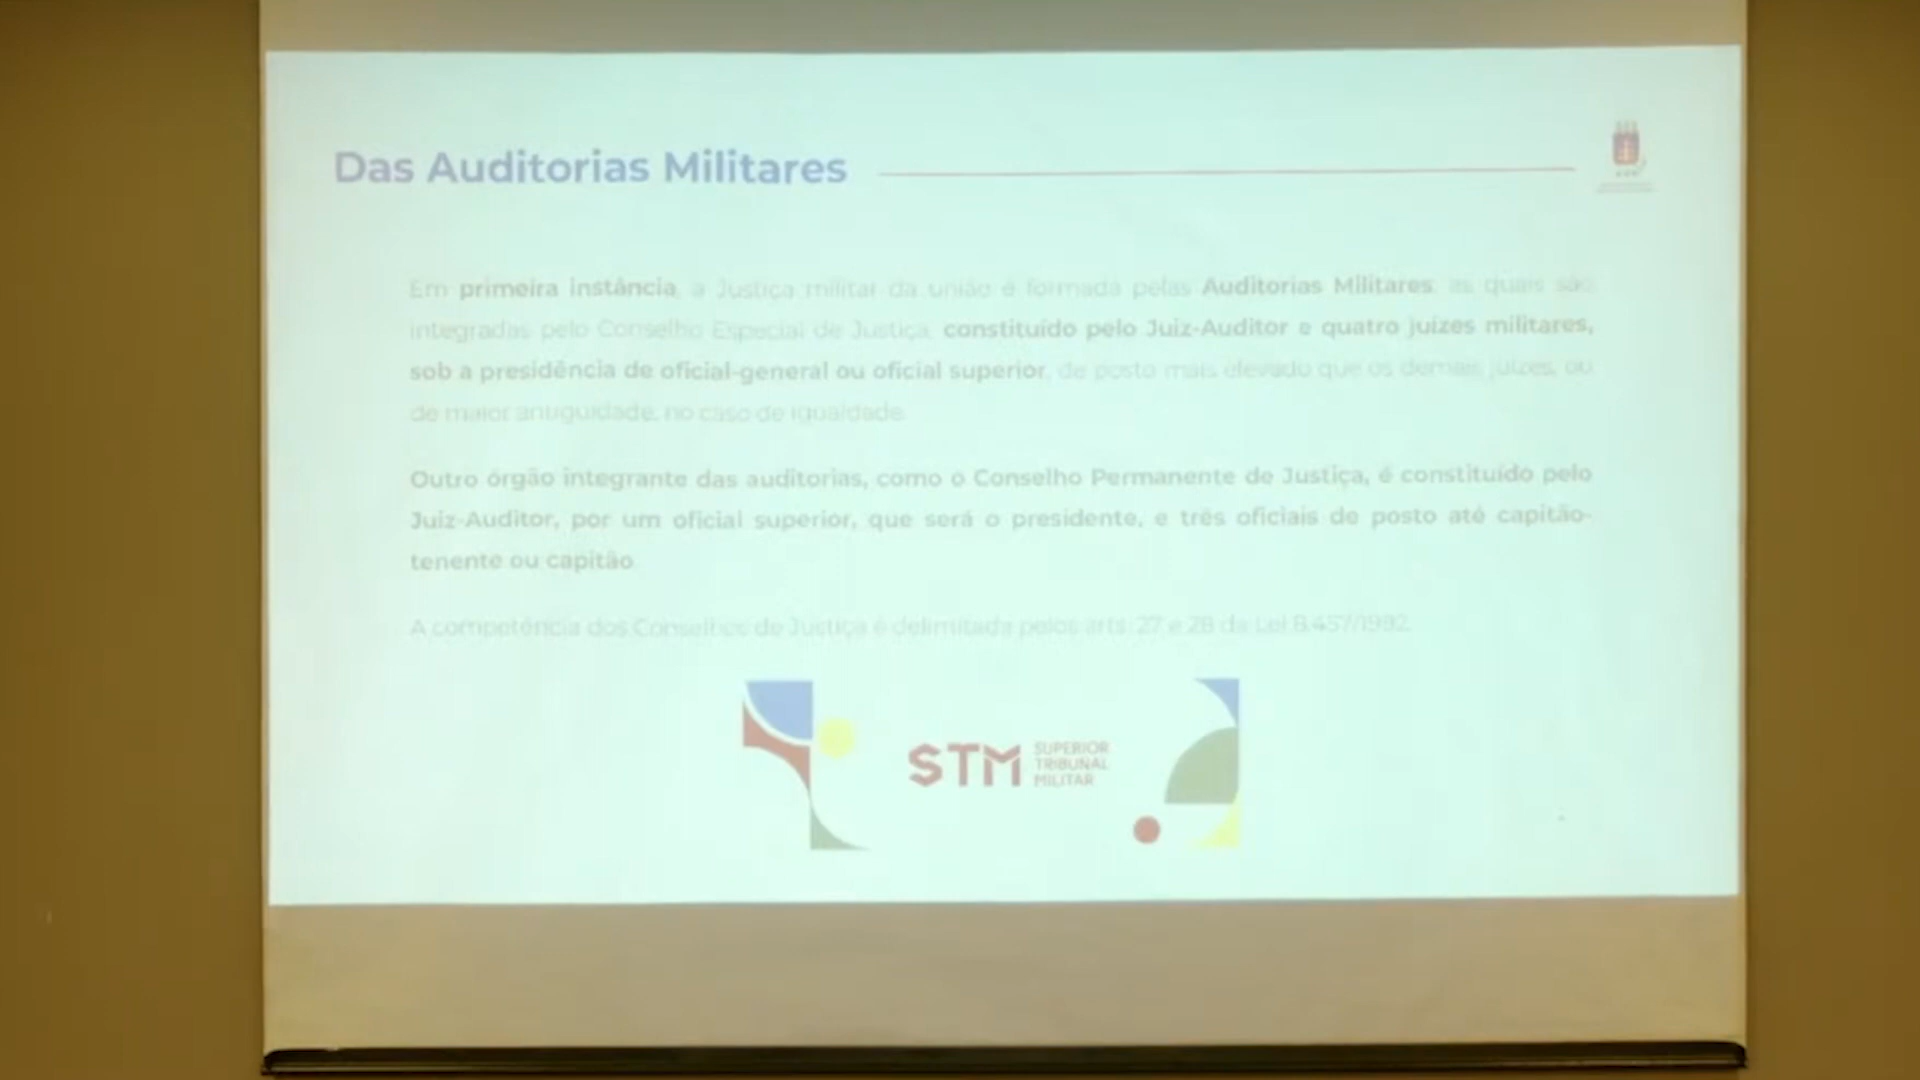 Das Auditorias Militares
Em primeira instância, a Justiça militar da união é formada pelas Auditorias Militares, as quais são
integradas pelo Conselho Especial de Justiça, constituído pelo Juiz-Auditor e quatro juízes militares,
sob a presidência de oficial-general ou oficial superior, de posto mais elevado que os demais juízes, ou
de maior antiguidade, no caso de igualdade.
Outro órgão integrante das auditorias, como o Conselho Permanente de Justiça, é constituído pelo
Juiz-Auditor, por um oficial superior, que será o presidente, e três oficiais de posto até capitão-
tenente ou capitão.
A competência dos Conselhos de Justiça é delimitada pelos arts. 27 e 28 da Lei 8.457/1992.
STM
SUPERIOR
TRIBUNAL
MILITAR